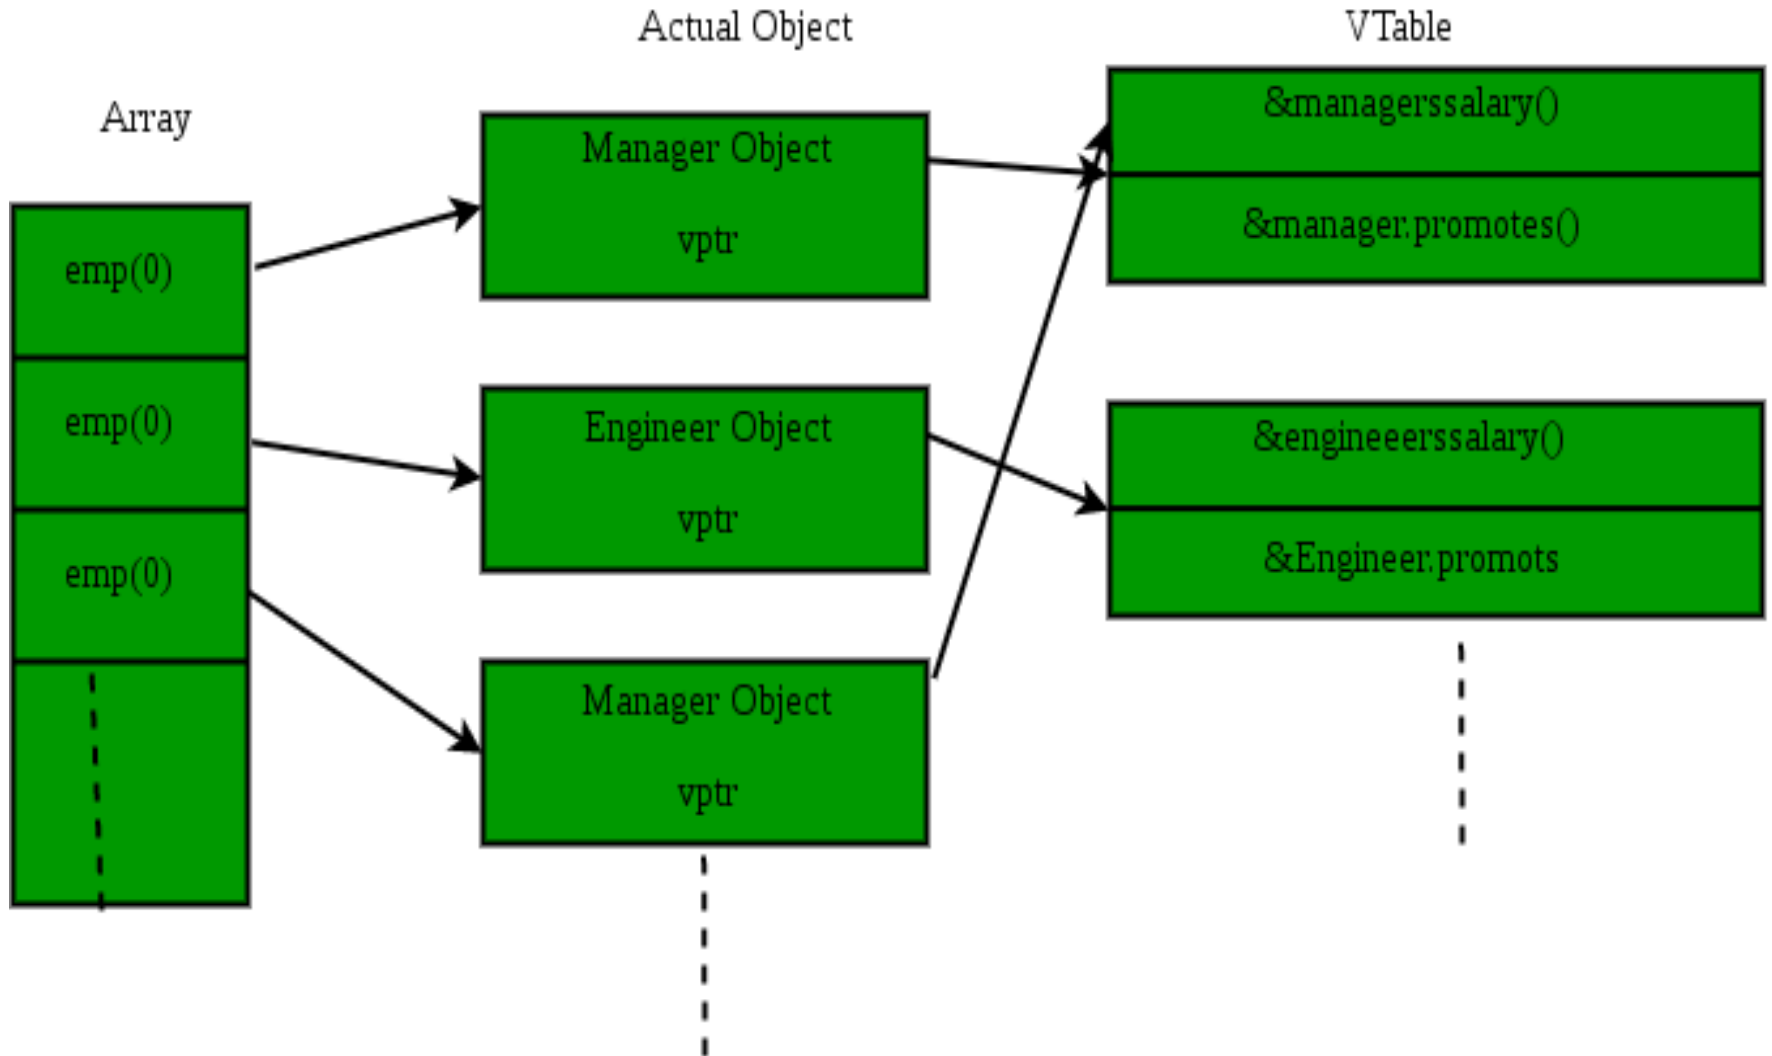 Actual Object
VTable
Array
&managerssalary()
Manager Object
vptr
&manager.promotes()
emp(0)
Engineer Object
vptr
&engineeerssalary()
emp(0)
&Engineer.promots
emp(0)
Manager Object
vptr